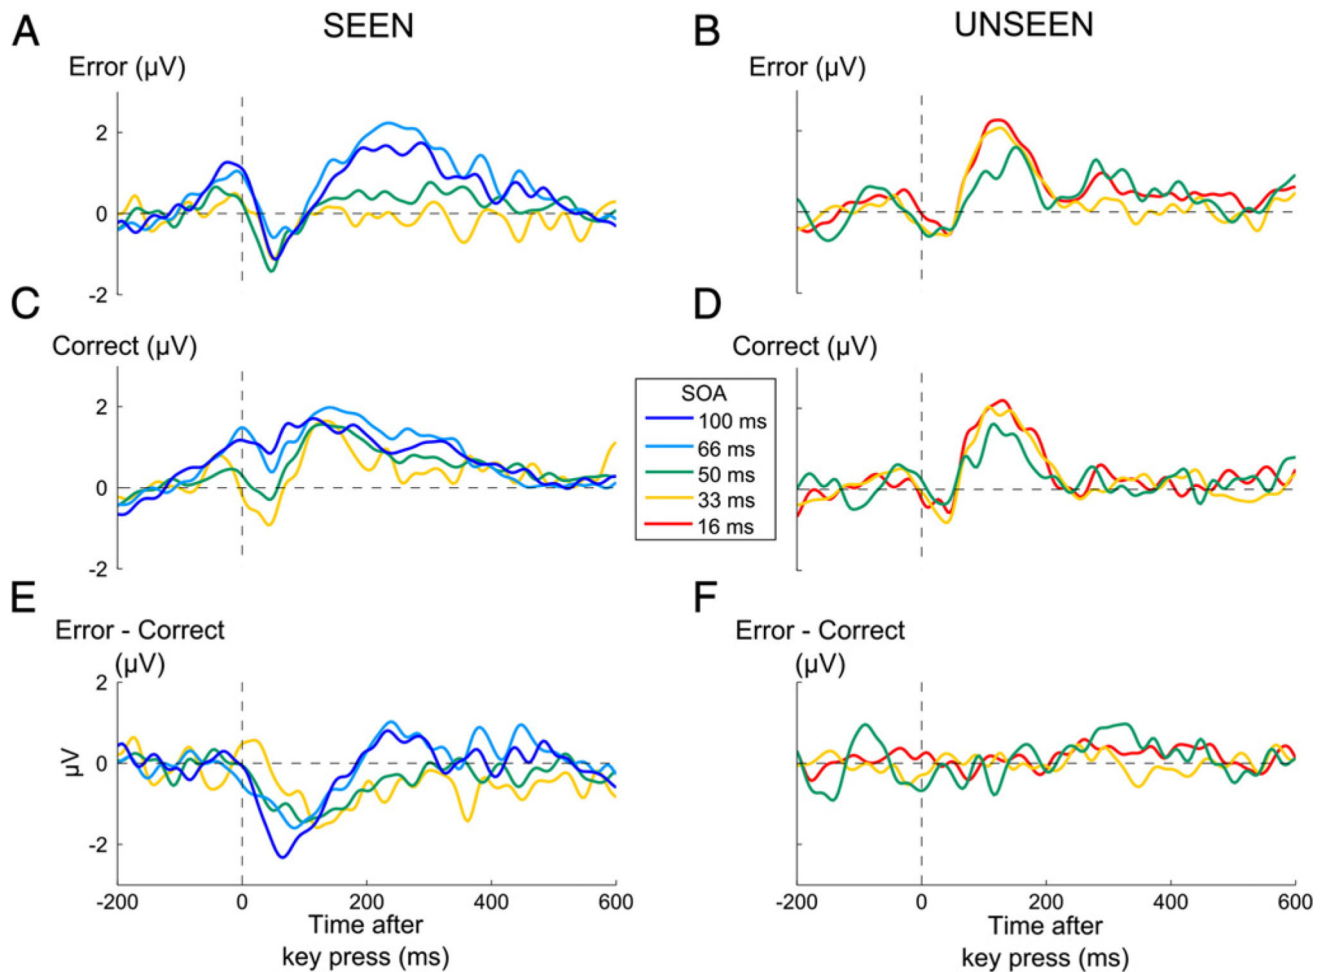 A
SEEN
Error (µV)
2
0
-2
B
UNSEEN
Error (µV)
C
Correct (µV)
2
0
-2
D
Correct (µV)
SOA
100 ms
66 ms
50 ms
33 ms
16 ms
E
Error - Correct
(µV)
2
µV
0
-2
-200
0
200
400
600
Time after
key press (ms)
F
Error - Correct
(µV)
-200
0
200
400
600
Time after
key press (ms)